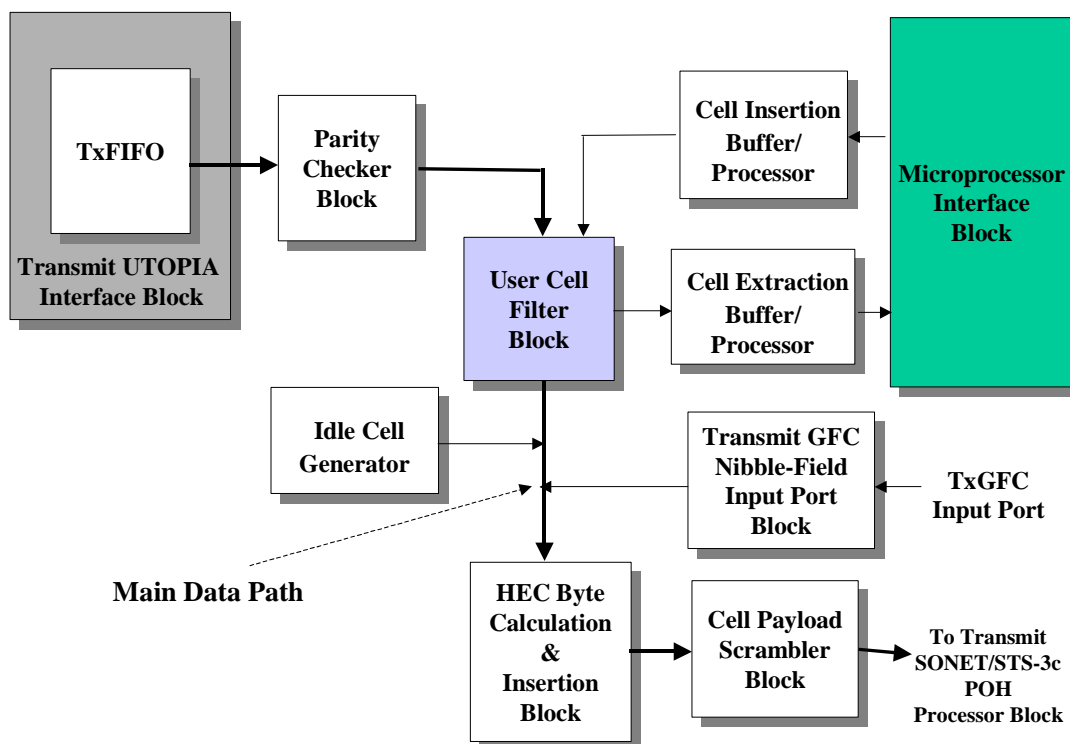 TxFIFO
Transmit UTOPIA
Interface Block
Parity
Checker
Block
Cell Insertion
Buffer/
Processor
Microprocessor
Interface
Block
User Cell
Filter
Block
Cell Extraction
Buffer/
Processor
Idle Cell
Generator
Transmit GFC
Nibble-Field
Input Port
Block
TxGFC
Input Port
Main Data Path
HEC Byte
Calculation
&
Insertion
Block
Cell Payload
Scrambler
Block
To Transmit
SONET/STS-3c
POH
Processor Block